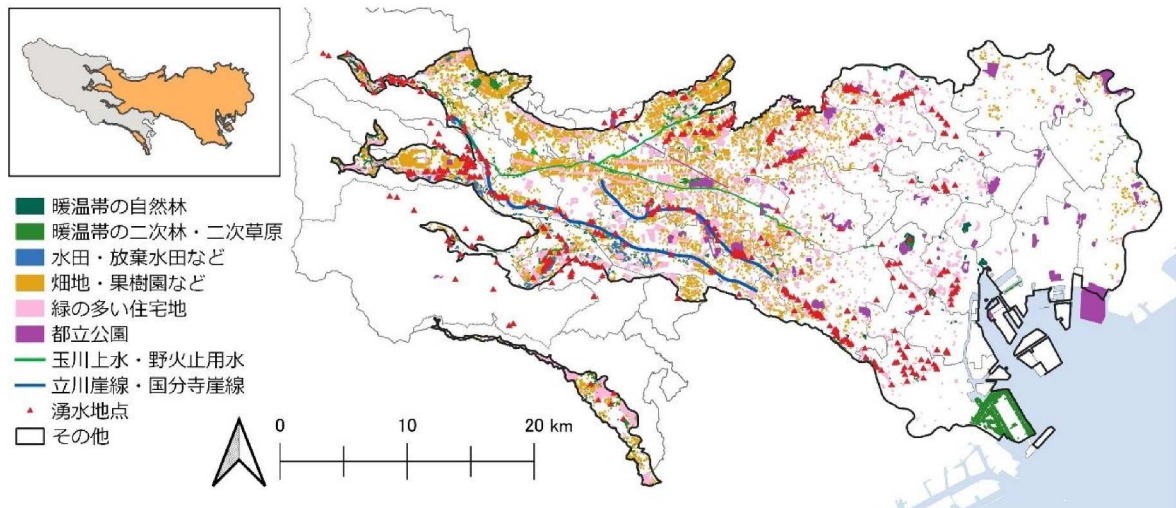 暖温帯の自然林
暖温帯の二次林・二次草原
水田・放棄水田など
畑地・果樹園など
緑の多い住宅地
都立公園
玉川上水・野火止用水
立川崖線・国分寺崖線
湧水地点
その他
0 10 20 km